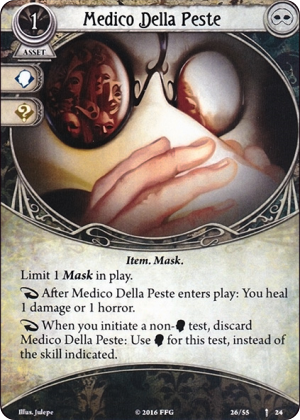 Medico Della Peste
1
ASSET
?
Item. Mask.
Limit 1 Mask in play.
After Medico Della Peste enters play: You heal
1 damage or 1 horror.
When you initiate a non- test, discard
Medico Della Peste: Use for this test, instead of
the skill indicated.
Illus. Julepe
© 2016 FFG
26/55
24